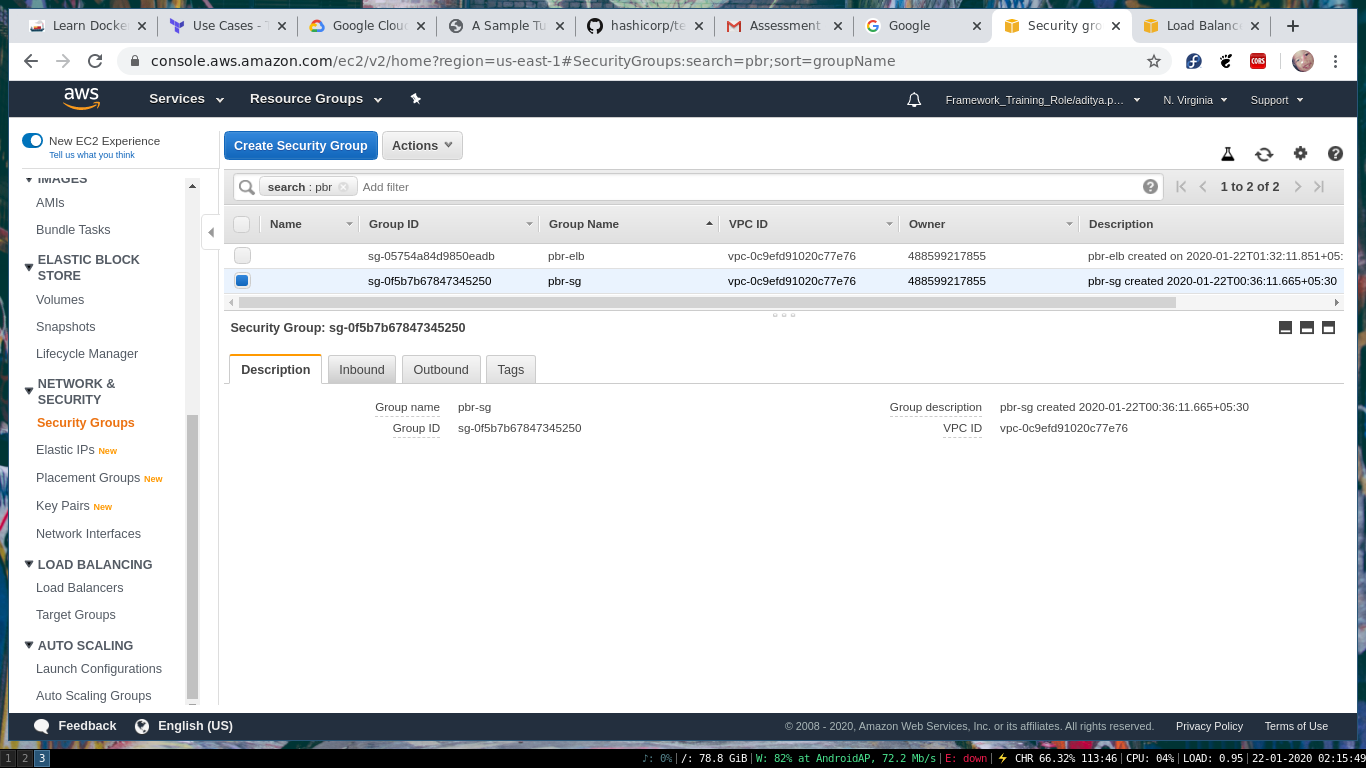 Learn Docke
Use Cases - T
Google Clou
A Sample Tu
hashicorp/te
Assessment
Google
Security gro
Load Balance
console.aws.amazon.com/ec2/v2/home?region=us-east-1#SecurityGroups:search=pbr;sort=groupName
CORS
aws
Services
Resource Groups
Framework_Training_Role/aditya.p...
N. Virginia
Support
New EC2 Experience
Tell us what you think
Create Security Group
Actions
search : pbr
Add filter
1 to 2 of 2
Name
Group ID
Group Name
VPC ID
Owner
Description
sg-05754a84d9850eadb
pbr-elb
vpc-0c9efd91020c77e76
488599217855
pbr-elb created on 2020-01-22T01:32:11.851+05:
sg-0f5b7b67847345250
pbr-sg
vpc-0c9efd91020c77e76
488599217855
pbr-sg created 2020-01-22T00:36:11.665+05:30
IMAGES
AMIs
Bundle Tasks
ELASTIC BLOCK
STORE
Volumes
Snapshots
Lifecycle Manager
NETWORK &
SECURITY
Security Groups
Elastic IPs New
Placement Groups New
Key Pairs New
Network Interfaces
LOAD BALANCING
Load Balancers
Target Groups
AUTO SCALING
Launch Configurations
Auto Scaling Groups
Security Group: sg-0f5b7b67847345250
Description
Inbound
Outbound
Tags
Group name
pbr-sg
Group description
pbr-sg created 2020-01-22T00:36:11.665+05:30
Group ID
sg-0f5b7b67847345250
VPC ID
vpc-0c9efd91020c77e76
Feedback
English (US)
© 2008 - 2020, Amazon Web Services, Inc. or its affiliates. All rights reserved.
Privacy Policy
Terms of Use
1 2 3
♪: 0%|/: 78.8 GiB|W: 82% at AndroidAP, 72.2 Mb/s|E: down|⚡ CHR 66.32% 113:46|CPU: 04%|LOAD: 0.95|22-01-2020 02:15:49